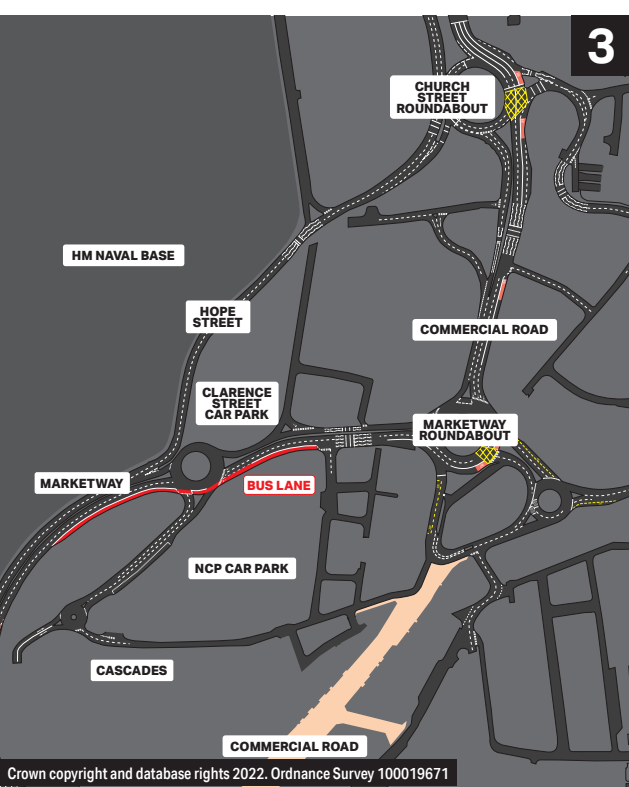 3
CHURCH
STREET
ROUNDABOUT
HM NAVAL BASE
HOPE
STREET
COMMERCIAL ROAD
CLARENCE
STREET
CAR PARK
MARKETWAY
ROUNDABOUT
MARKETWAY
BUS LANE
NCP CAR PARK
CASCADES
COMMERCIAL ROAD
Crown copyright and database rights 2022. Ordnance Survey 100019671